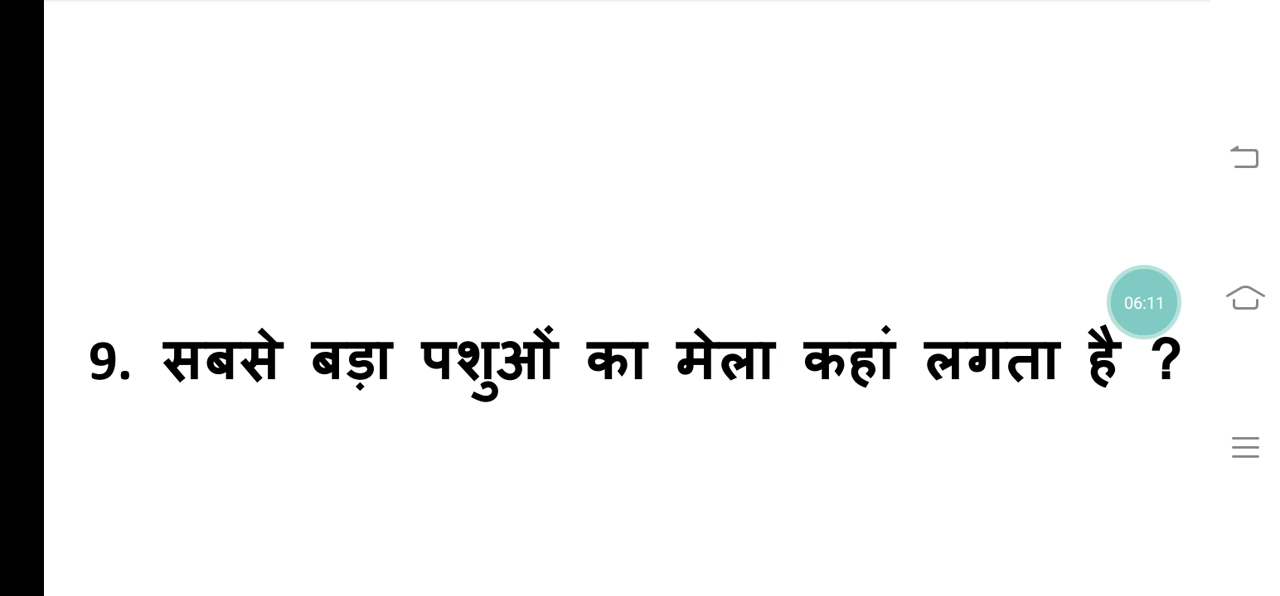 06:11
9. सबसे बड़ा पशुओं का मेला कहां लगता है ?